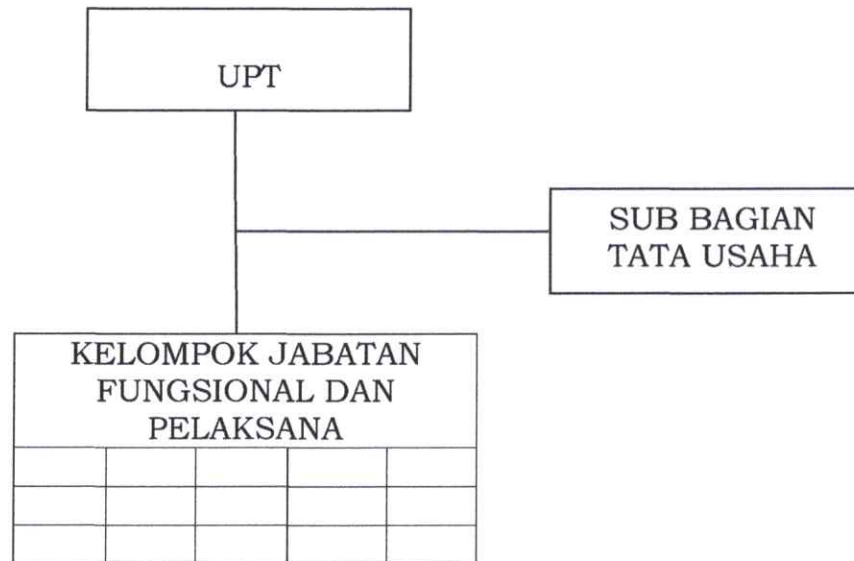 UPT
SUB BAGIAN
TATA USAHA
KELOMPOK JABATAN
FUNGSIONAL DAN
PELAKSANA